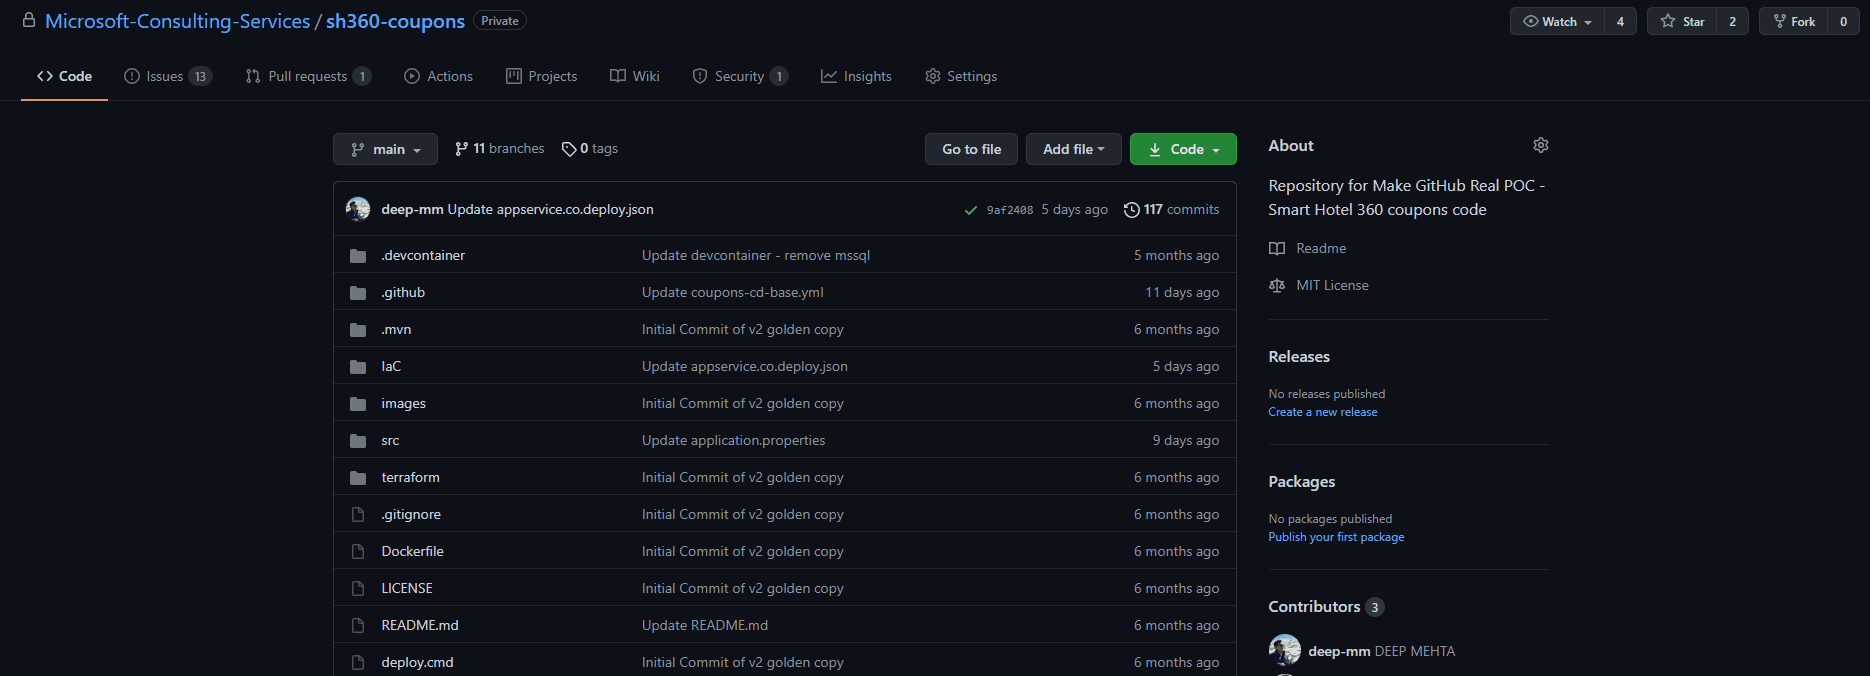 Microsoft-Consulting-Services / sh360-coupons Private Watch 4 Star 2 Fork 0
Code Issues 13 Pull requests 1 Actions Projects Wiki Security 1 Insights Settings
main 11 branches 0 tags Go to file Add file Code
deep-mm Update appservice.co.deploy.json 9af2408 5 days ago 117 commits
.devcontainer Update devcontainer - remove mssql 5 months ago
.github Update coupons-cd-base.yml 11 days ago
.mvn Initial Commit of v2 golden copy 6 months ago
IaC Update appservice.co.deploy.json 5 days ago
images Initial Commit of v2 golden copy 6 months ago
src Update application.properties 9 days ago
terraform Initial Commit of v2 golden copy 6 months ago
.gitignore Initial Commit of v2 golden copy 6 months ago
Dockerfile Initial Commit of v2 golden copy 6 months ago
LICENSE Initial Commit of v2 golden copy 6 months ago
README.md Update README.md 6 months ago
deploy.cmd Initial Commit of v2 golden copy 6 months ago
About
Repository for Make GitHub Real POC -
Smart Hotel 360 coupons code
Readme
MIT License
Releases
No releases published
Create a new release
Packages
No packages published
Publish your first package
Contributors 3
deep-mm DEEP MEHTA